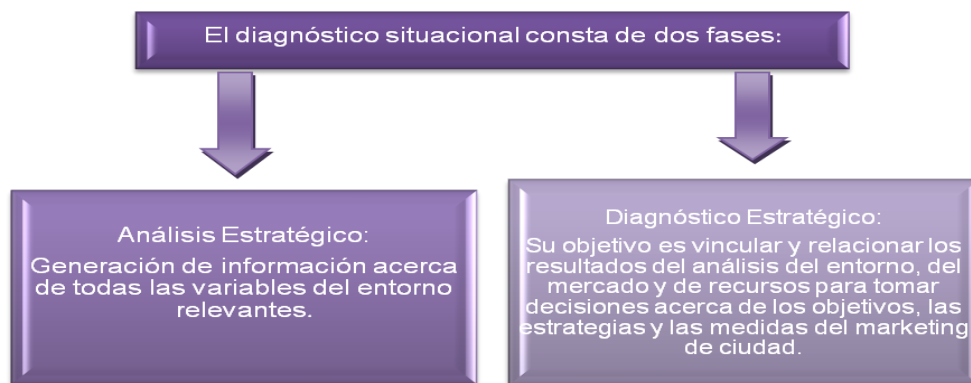 El diagnóstico situacional consta de dos fases:
Análisis Estratégico:
Generación de información acerca
de todas las variables del entorno
relevantes.
Diagnóstico Estratégico:
Su objetivo es vincular y relacionar los
resultados del análisis del entorno, del
mercado y de recursos para tomar
decisiones acerca de los objetivos, las
estrategias y las medidas del marketing
de ciudad.